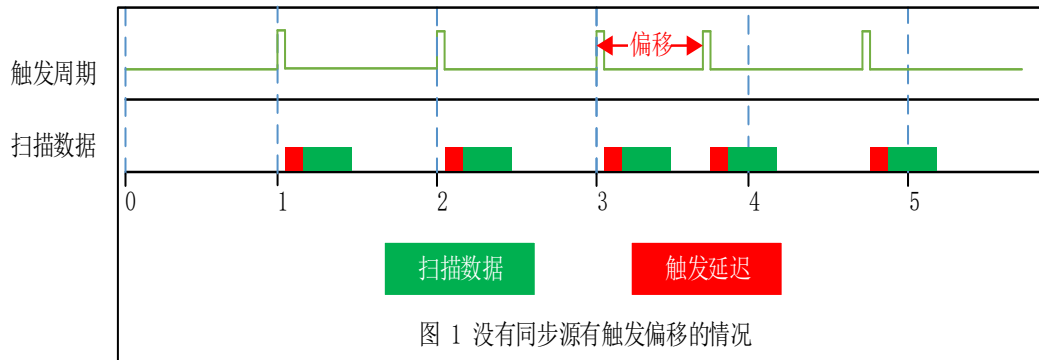 偏移
触发周期
扫描数据
0 1 2 3 4 5
扫描数据 触发延迟
图 1 没有同步源有触发偏移的情况